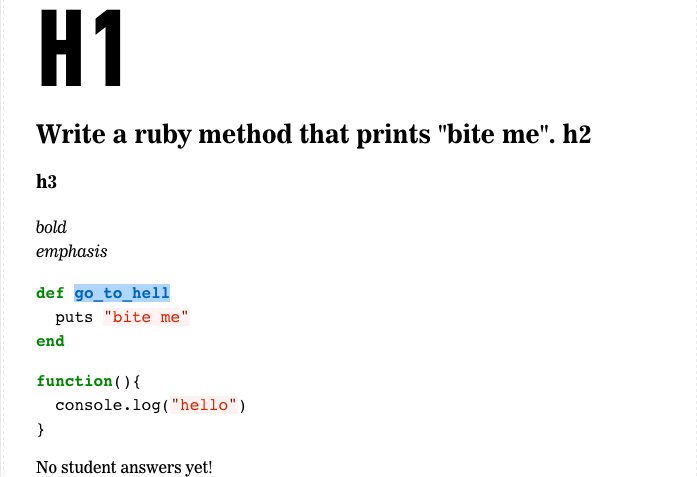 H1
Write a ruby method that prints "bite me". h2
h3
bold
emphasis
def go_to_hell
  puts "bite me"
end
function(){
  console.log("hello")
}
No student answers yet!